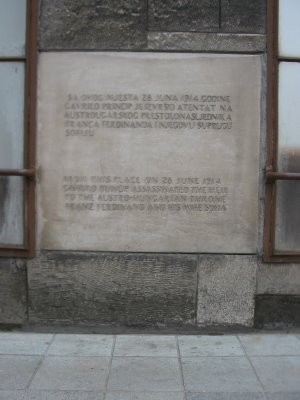 SA OVOG MJESTA 28 JUNA 1914 GODINE
GAVRILO PRINCIP JE IZVRŠIO ATENTAT NA
AUSTROUGARSKOG PRESTOLONASLJEDNIKA
FRANCA FERDINANDA I NJEGOVU SUPRUGU
SOFIJU
FROM THIS PLACE ON 28 JUNE 1914
GAVRILO PRINCIP ASSASSINATED THE HEIR
TO THE AUSTRO-HUNGARIAN THRONE
FRANZ FERDINAND AND HIS WIFE SOFIA